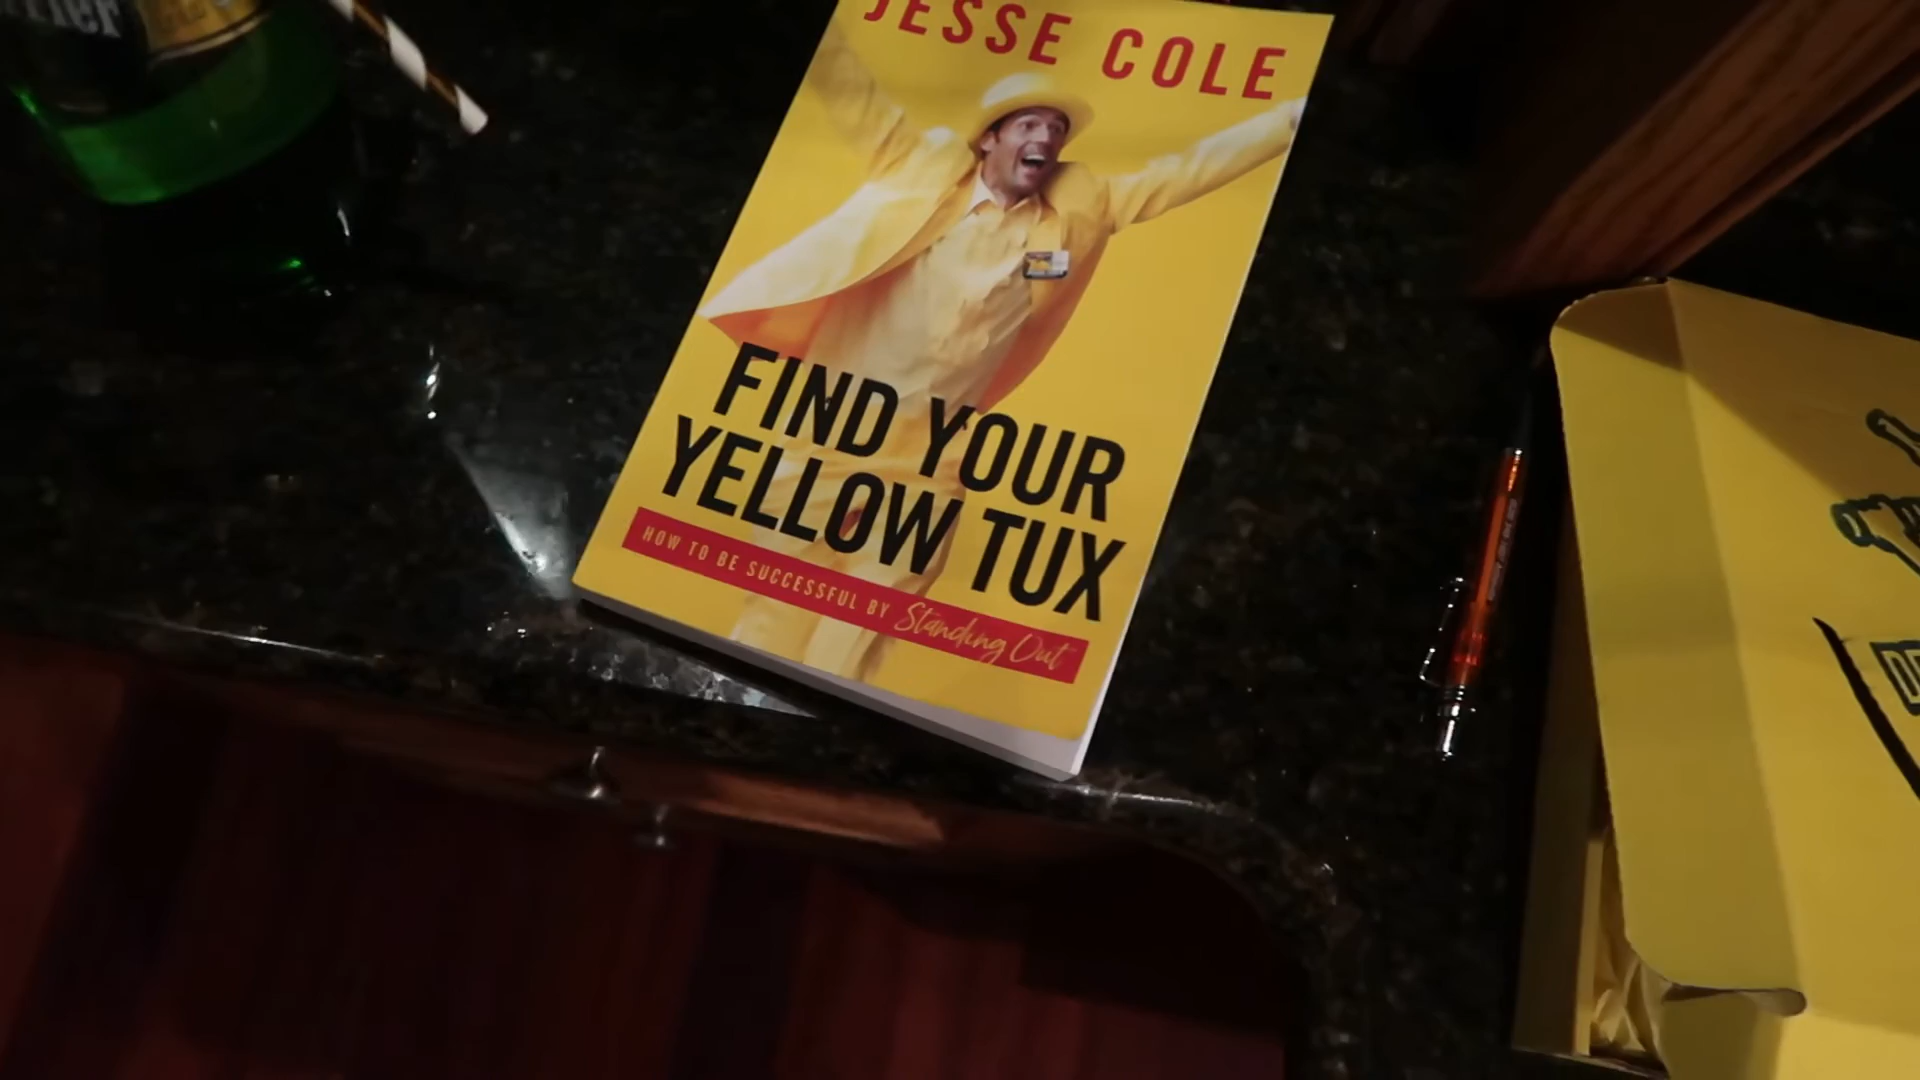 JESSE COLE
FIND YOUR
YELLOW TUX
HOW TO BE SUCCESSFUL BY Standing Out